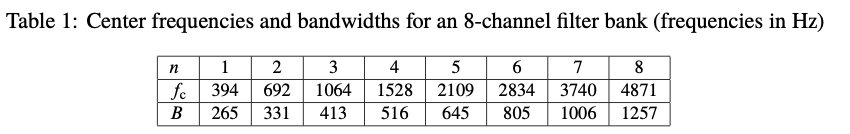 Table 1: Center frequencies and bandwidths for an 8-channel filter bank (frequencies in Hz)
n 1 2 3 4 5 6 7 8
fc 394 692 1064 1528 2109 2834 3740 4871
B 265 331 413 516 645 805 1006 1257